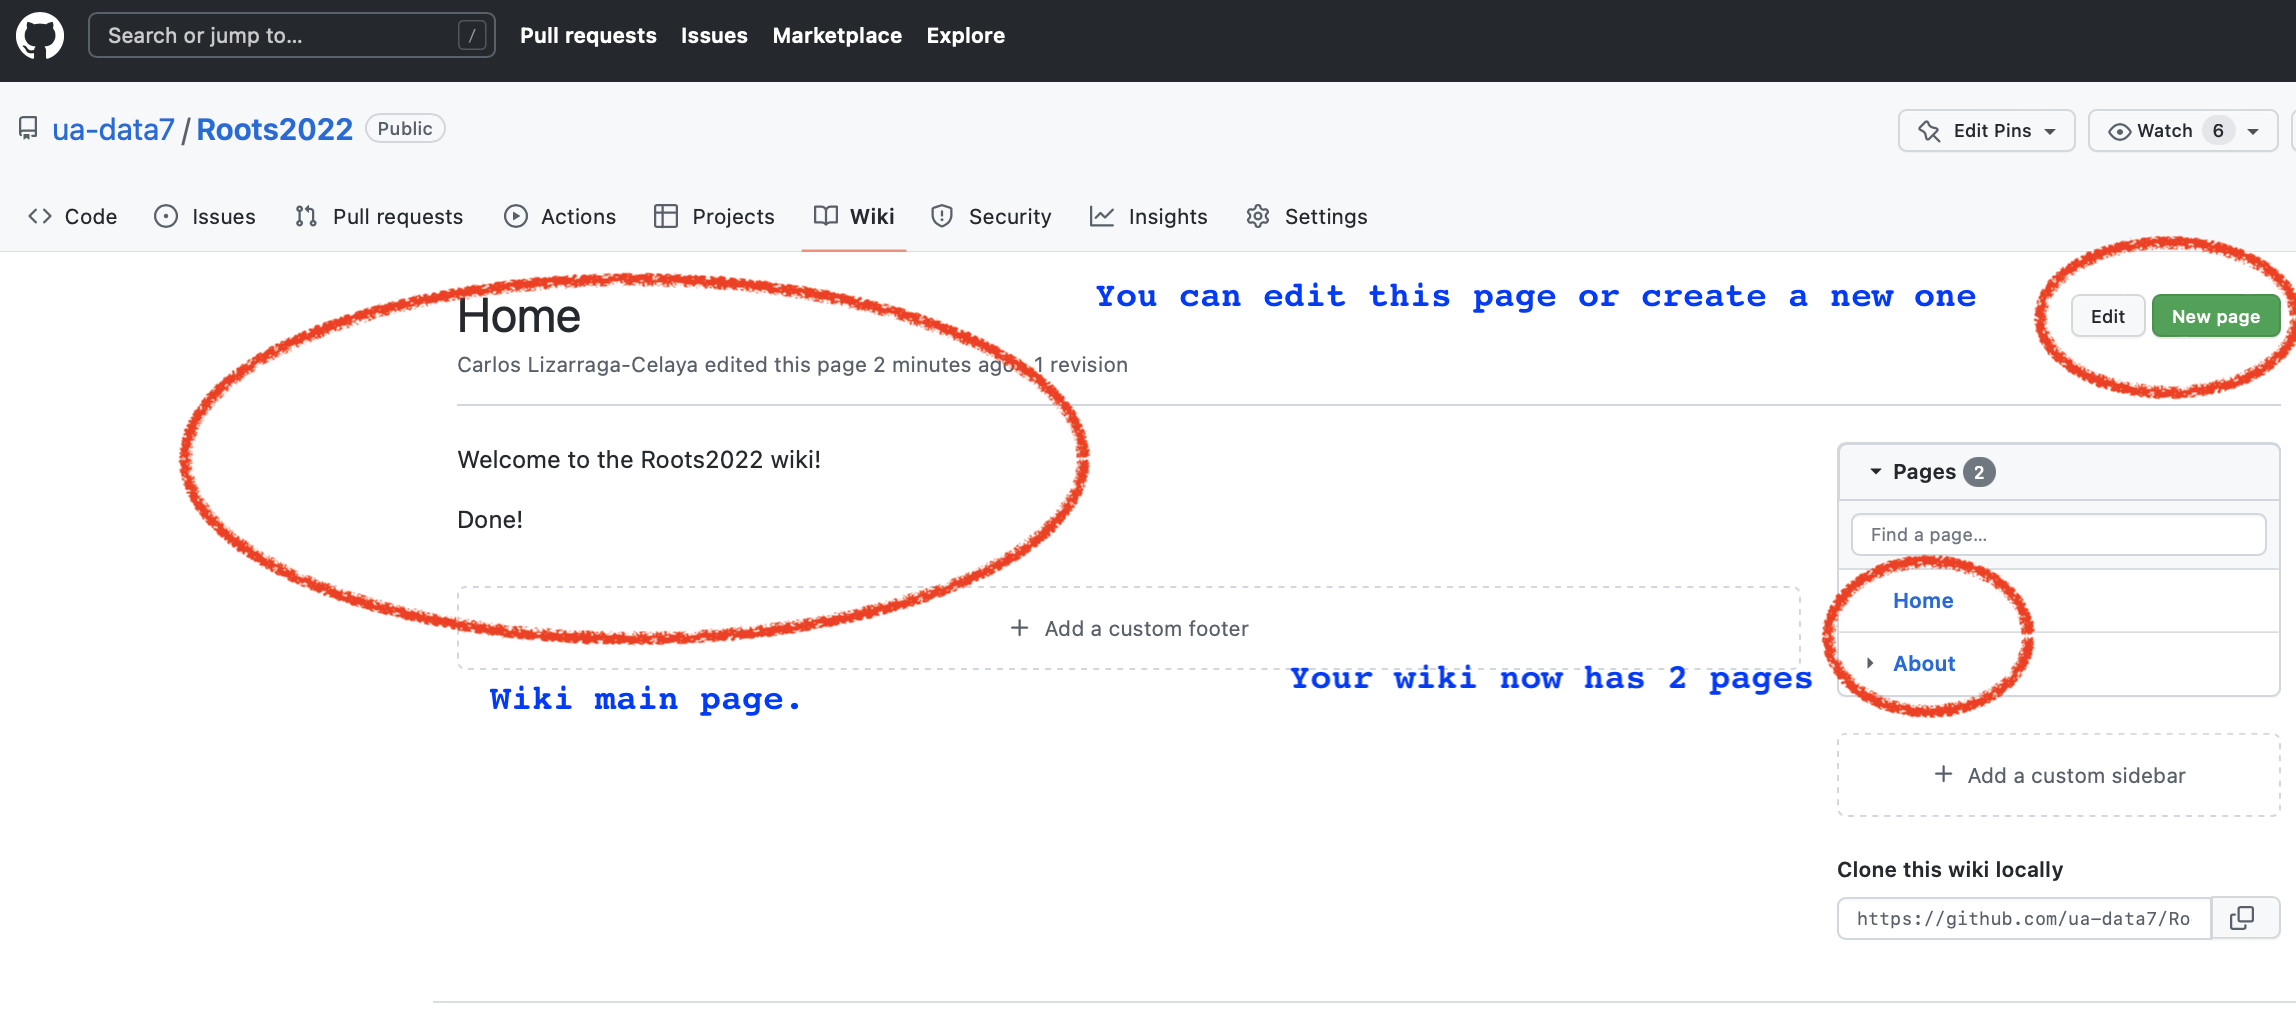 Search or jump to... /
Pull requests Issues Marketplace Explore
ua-data7 / Roots2022 Public
Edit Pins Watch 6
Code Issues Pull requests Actions Projects Wiki Security Insights Settings
You can edit this page or create a new one
Home
Edit New page
Carlos Lizarraga-Celaya edited this page 2 minutes ago · 1 revision
Welcome to the Roots2022 wiki!
Done!
+ Add a custom footer
Wiki main page.
Your wiki now has 2 pages
Pages 2
Find a page...
Home
About
+ Add a custom sidebar
Clone this wiki locally
https://github.com/ua-data7/Ro